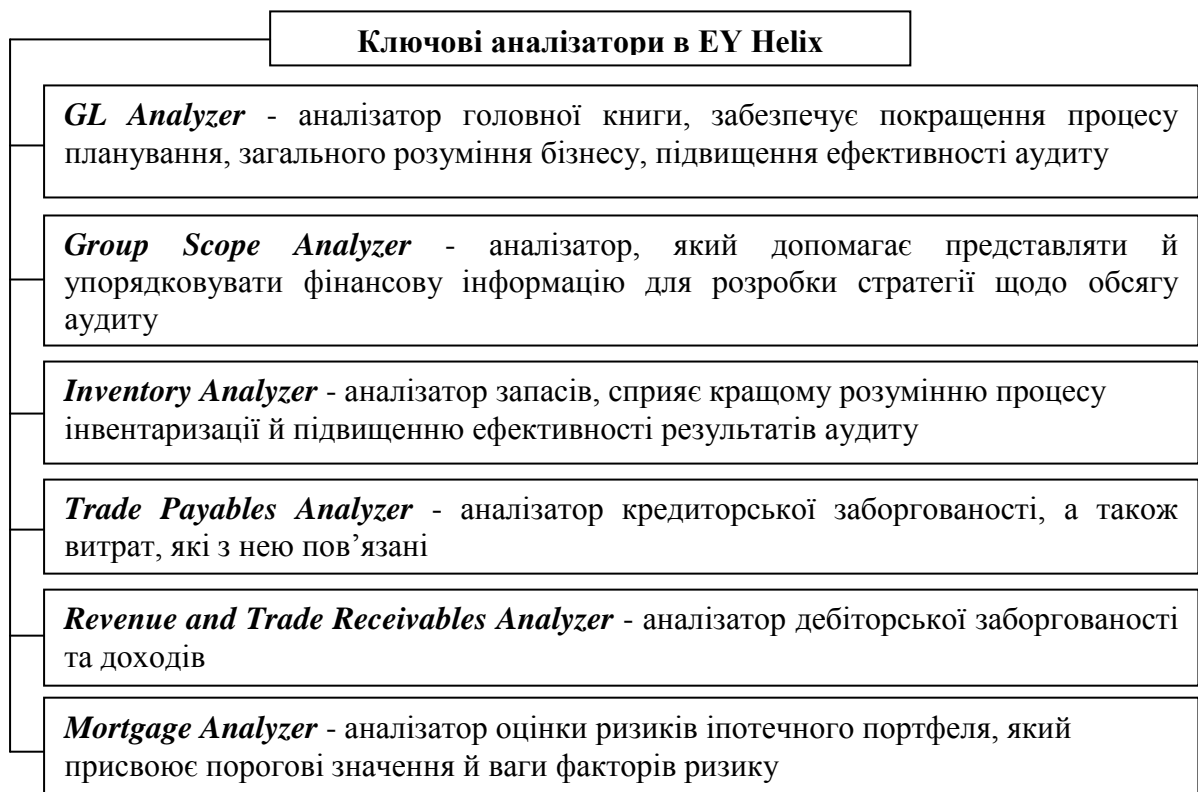 Ключові аналізатори в EY Helix
GL Analyzer - аналізатор головної книги, забезпечує покращення процесу
планування, загального розуміння бізнесу, підвищення ефективності аудиту
Group Scope Analyzer - аналізатор, який допомагає представляти й
упорядковувати фінансову інформацію для розробки стратегії щодо обсягу
аудиту
Inventory Analyzer - аналізатор запасів, сприяє кращому розумінню процесу
інвентаризації й підвищенню ефективності результатів аудиту
Trade Payables Analyzer - аналізатор кредиторської заборгованості, а також
витрат, які з нею пов’язані
Revenue and Trade Receivables Analyzer - аналізатор дебіторської заборгованості
та доходів
Mortgage Analyzer - аналізатор оцінки ризиків іпотечного портфеля, який
присвоює порогові значення й ваги факторів ризику